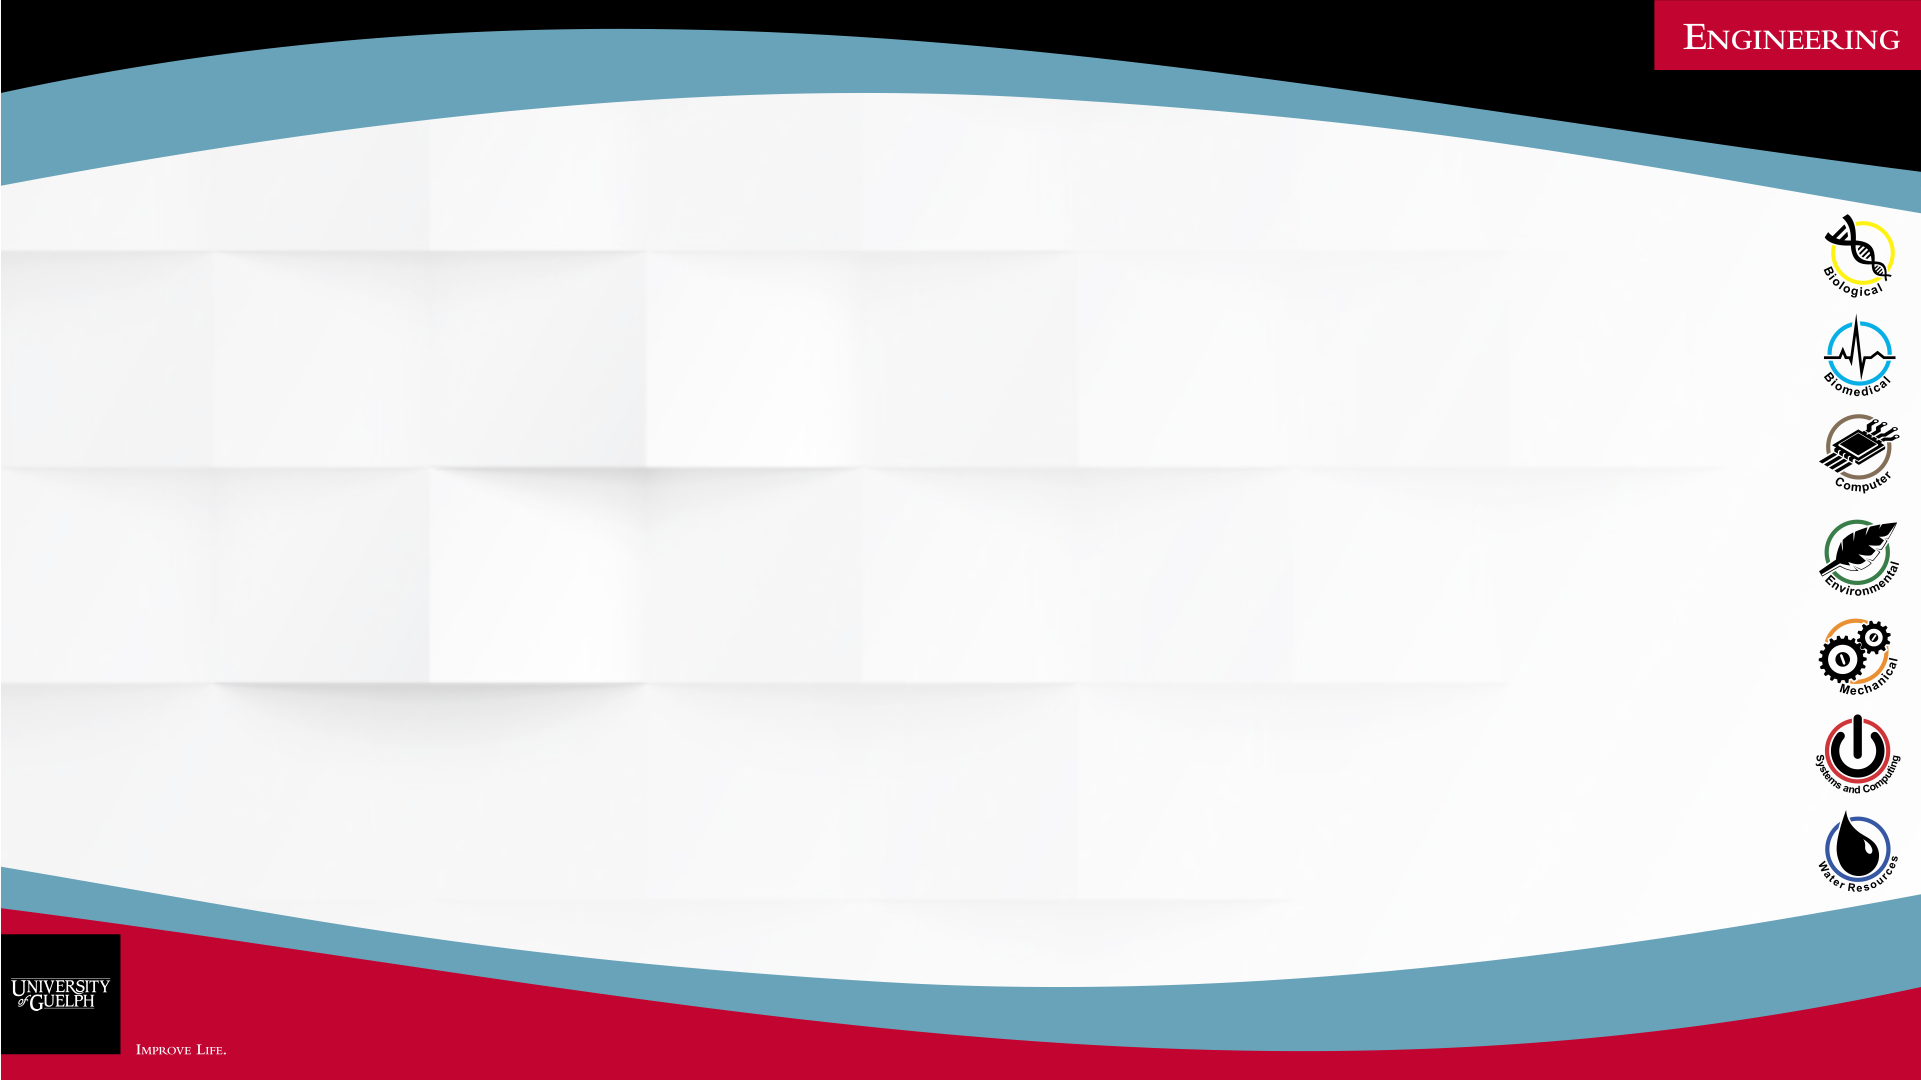 ENGINEERING
Biological
Biomedical
Computer
Environmental
Mechanical
Systems and Computing
Water Resources
UNIVERSITY
of GUELPH
IMPROVE LIFE.